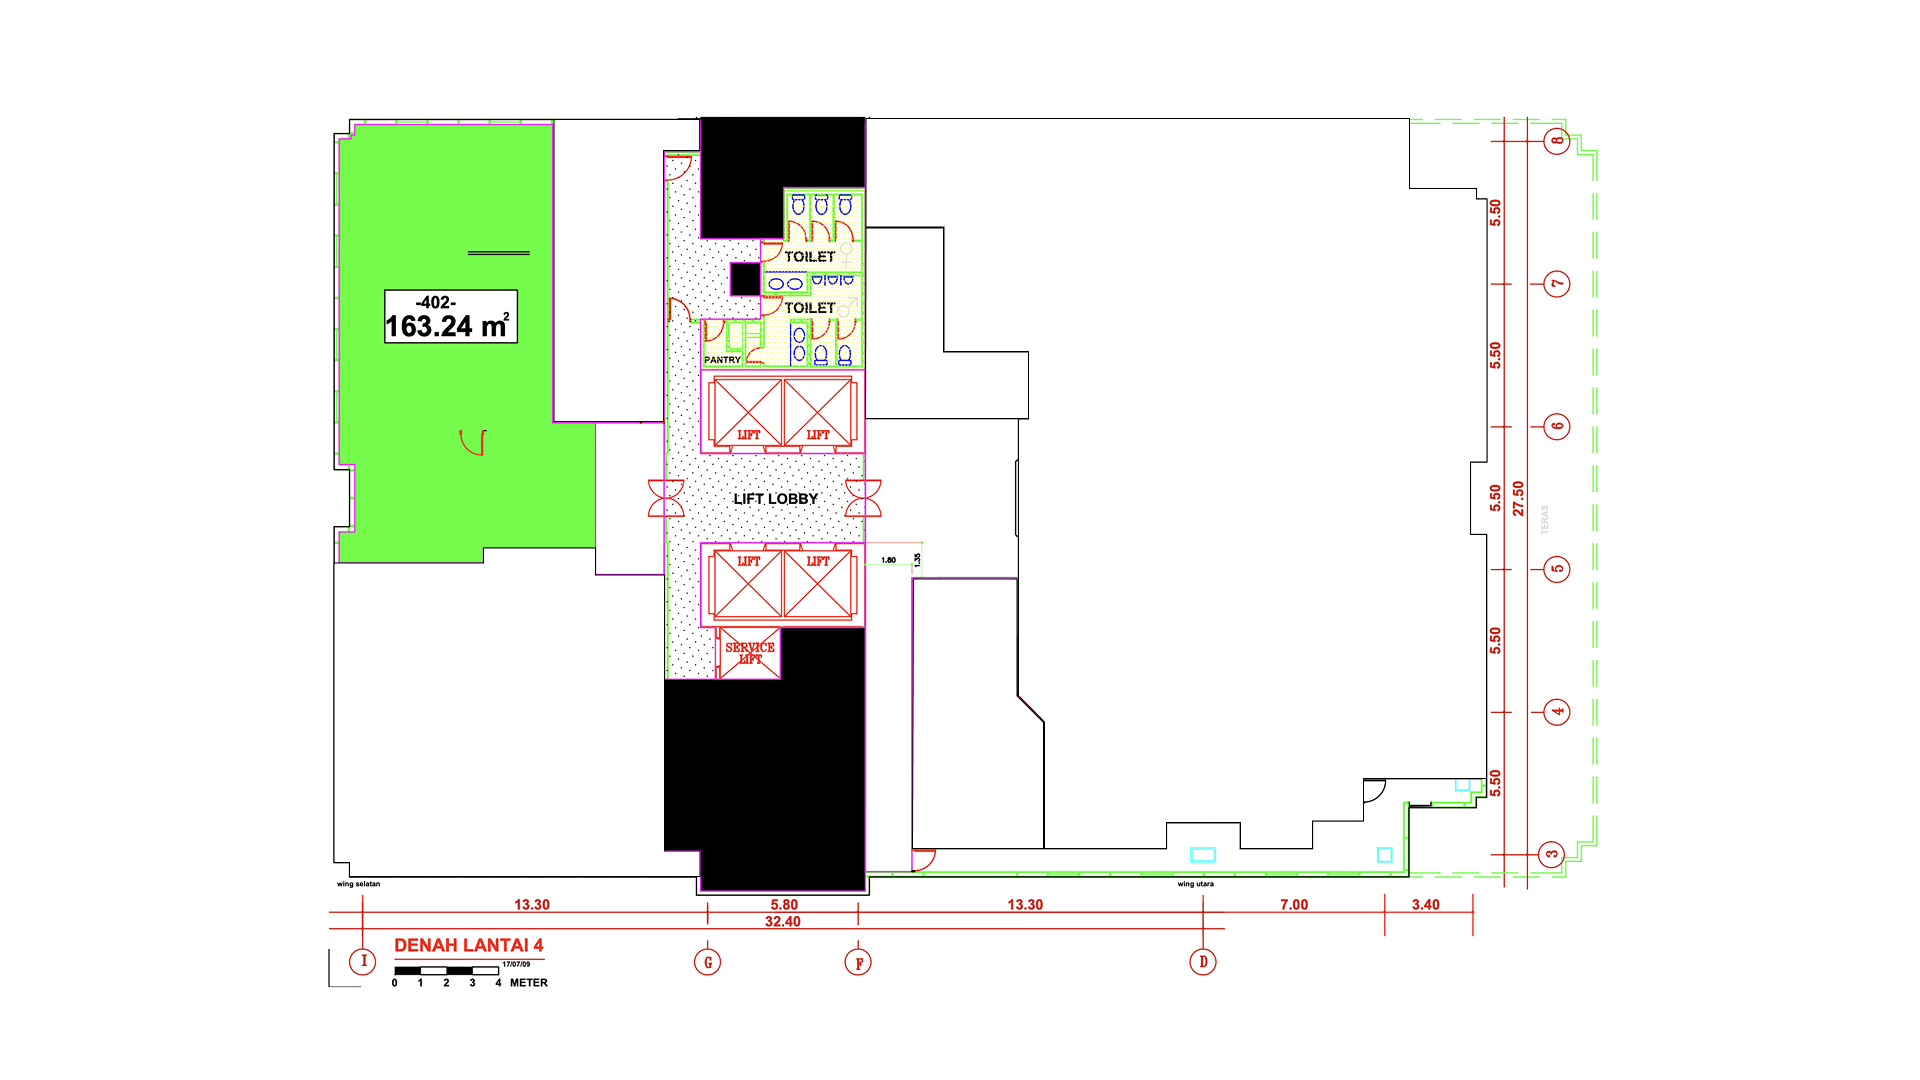 8
5.50
7
-402-
163.24 m2
TOILET
TOILET
PANTRY
5.50
LIFT
LIFT
6
LIFT LOBBY
5.50
27.50
TERAS
LIFT
LIFT
1.80
1.35
5
SERVICE
LIFT
5.50
4
5.50
3
wing selatan
wing utara
13.30
5.80
13.30
7.00
3.40
32.40
DENAH LANTAI 4
17/07/09
I
G
F
D
0 1 2 3 4 METER